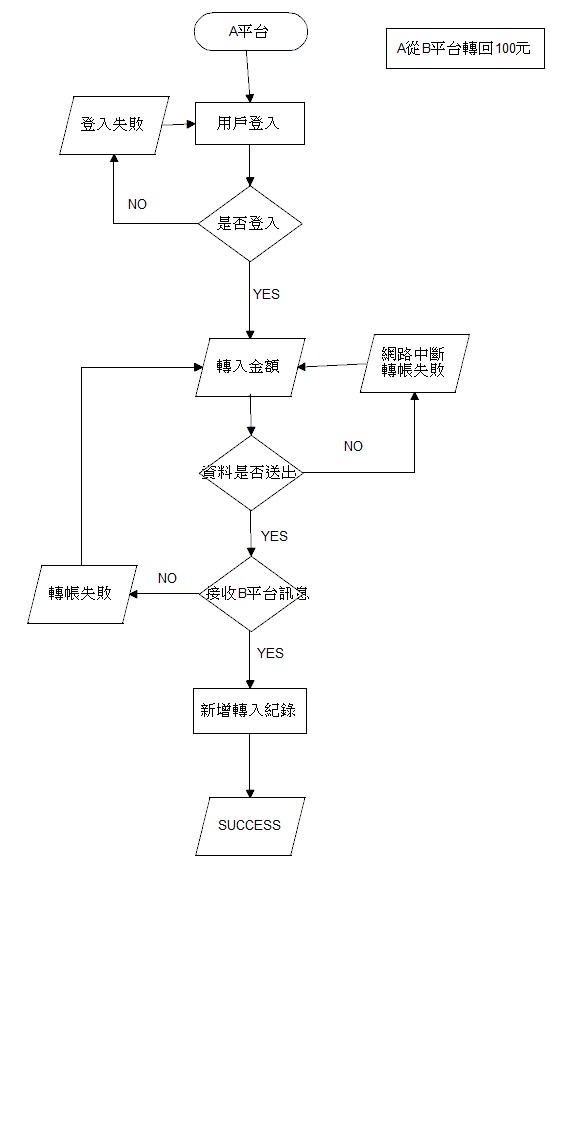 A平台
A從B平台轉回100元
登入失敗
用戶登入
NO
是否登入
YES
轉入金額
網路中斷
轉帳失敗
NO
資料是否送出
YES
轉帳失敗
NO
接收B平台訊息
YES
新增轉入紀錄
SUCCESS